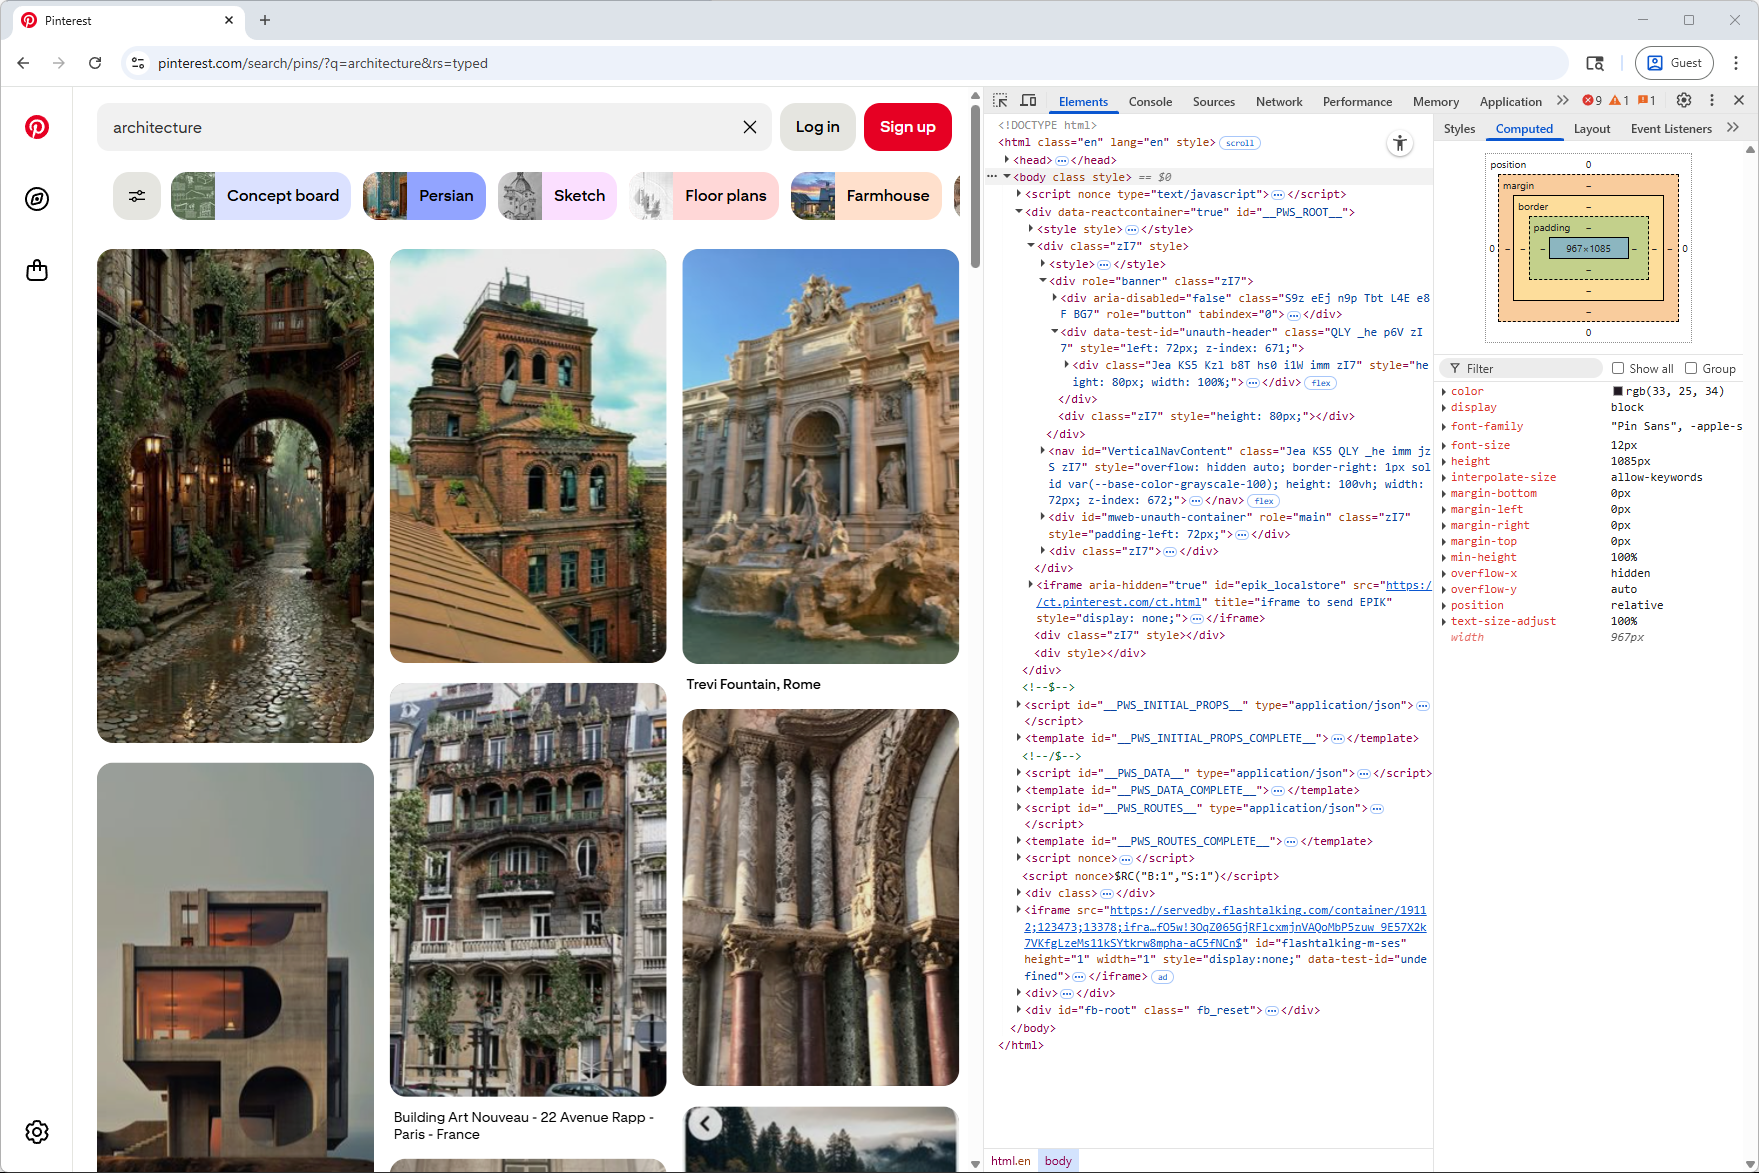 Pinterest
pinterest.com/search/pins/?q=architecture&rs=typed
Guest
architecture
Log in
Sign up
Concept board
Persian
Sketch
Floor plans
Farmhouse
Trevi Fountain, Rome
Building Art Nouveau - 22 Avenue Rapp -
Paris - France
Elements
Console
Sources
Network
Performance
Memory
Application
9
1
1
<!DOCTYPE html>
<html class="en" lang="en" style> scroll
<head> … </head>
<body class style> == $0
<script nonce type="text/javascript"> … </script>
<div data-reactcontainer="true" id="__PWS_ROOT__">
<style style> … </style>
<div class="zI7" style>
<style> … </style>
<div role="banner" class="zI7">
<div aria-disabled="false" class="S9z eEj n9p Tbt L4E e8
F BG7" role="button" tabindex="0"> … </div>
<div data-test-id="unauth-header" class="QLY _he p6V zI
7" style="left: 72px; z-index: 671;">
<div class="Jea KS5 Kzl b8T hs0 i1W imm zI7" style="he
ight: 80px; width: 100%;"> … </div> flex
</div>
<div class="zI7" style="height: 80px;"></div>
</div>
<nav id="VerticalNavContent" class="Jea KS5 QLY _he imm jz
S zI7" style="overflow: hidden auto; border-right: 1px sol
id var(--base-color-grayscale-100); height: 100vh; width:
72px; z-index: 672;"> … </nav> flex
<div id="mweb-unauth-container" role="main" class="zI7"
style="padding-left: 72px;"> … </div>
<div class="zI7"> … </div>
</div>
<iframe aria-hidden="true" id="epik_localstore" src="https:/
/ct.pinterest.com/ct.html" title="iframe to send EPIK"
style="display: none;"> … </iframe>
<div class="zI7" style></div>
<div style></div>
</div>
<!--$-->
<script id="__PWS_INITIAL_PROPS__" type="application/json"> …
</script>
<template id="__PWS_INITIAL_PROPS_COMPLETE__"> … </template>
<!--/$-->
<script id="__PWS_DATA__" type="application/json"> … </script>
<template id="__PWS_DATA_COMPLETE__"> … </template>
<script id="__PWS_ROUTES__" type="application/json"> …
</script>
<template id="__PWS_ROUTES_COMPLETE__"> … </template>
<script nonce> … </script>
<script nonce>$RC("B:1","S:1")</script>
<div class> … </div>
<iframe src="https://servedby.flashtalking.com/container/1911
2;123473;13378;ifra…fO5w!3OqZ065GjRFlcxmjnVAQoMbP5zuw_9E57X2k
7VKfgLzeMs11kSYtkrw8mpha-aC5fNCn$" id="flashtalking-m-ses"
height="1" width="1" style="display:none;" data-test-id="unde
fined"> … </iframe> ad
<div> … </div>
<div id="fb-root" class=" fb_reset"> … </div>
</body>
</html>
html.en
body
Styles
Computed
Layout
Event Listeners
position
0
margin
–
border
–
padding
–
0
–
–
–
967×1085
–
–
–
0
–
–
–
0
Filter
Show all
Group
color rgb(33, 25, 34)
display block
font-family "Pin Sans", -apple-s
font-size 12px
height 1085px
interpolate-size allow-keywords
margin-bottom 0px
margin-left 0px
margin-right 0px
margin-top 0px
min-height 100%
overflow-x hidden
overflow-y auto
position relative
text-size-adjust 100%
width 967px